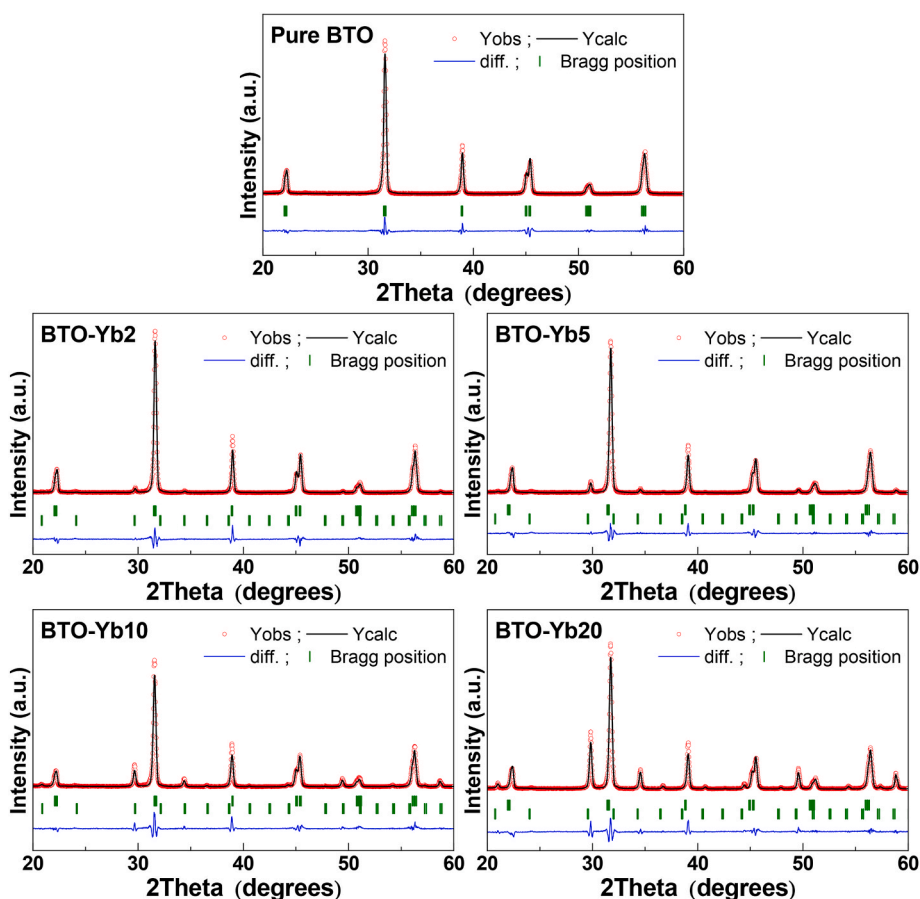 Pure BTO
Yobs ; Ycalc
diff. ; Bragg position
Intensity (a.u.)
20 30 40 50 60
2Theta (degrees)
BTO-Yb2
Yobs ; Ycalc
diff. ; Bragg position
Intensity (a.u.)
20 30 40 50 60
2Theta (degrees)
BTO-Yb5
Yobs ; Ycalc
diff. ; Bragg position
Intensity (a.u.)
20 30 40 50 60
2Theta (degrees)
BTO-Yb10
Yobs ; Ycalc
diff. ; Bragg position
Intensity (a.u.)
20 30 40 50 60
2Theta (degrees)
BTO-Yb20
Yobs ; Ycalc
diff. ; Bragg position
Intensity (a.u.)
20 30 40 50 60
2Theta (degrees)